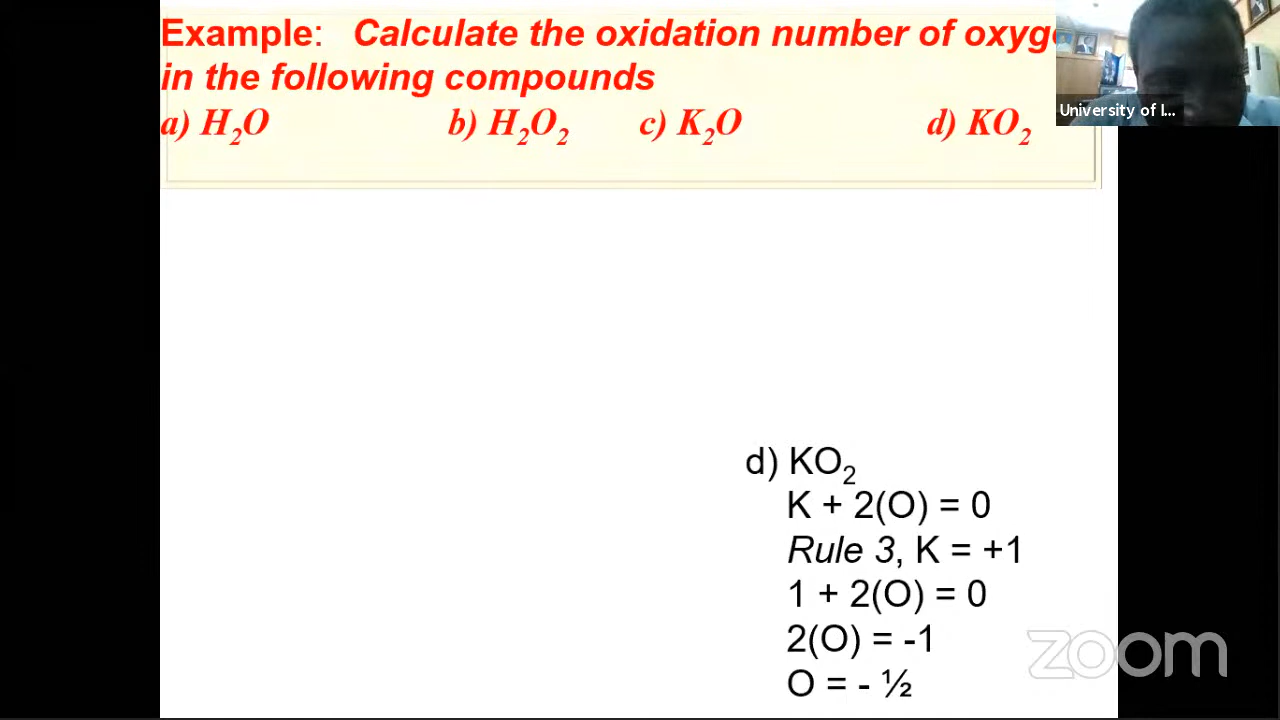 Example: Calculate the oxidation number of oxyg
in the following compounds
a) H₂O b) H₂O₂ c) K₂O d) KO₂
University of I...
d) KO₂
K + 2(O) = 0
Rule 3, K = +1
1 + 2(O) = 0
2(O) = -1
O = - ½
zoom